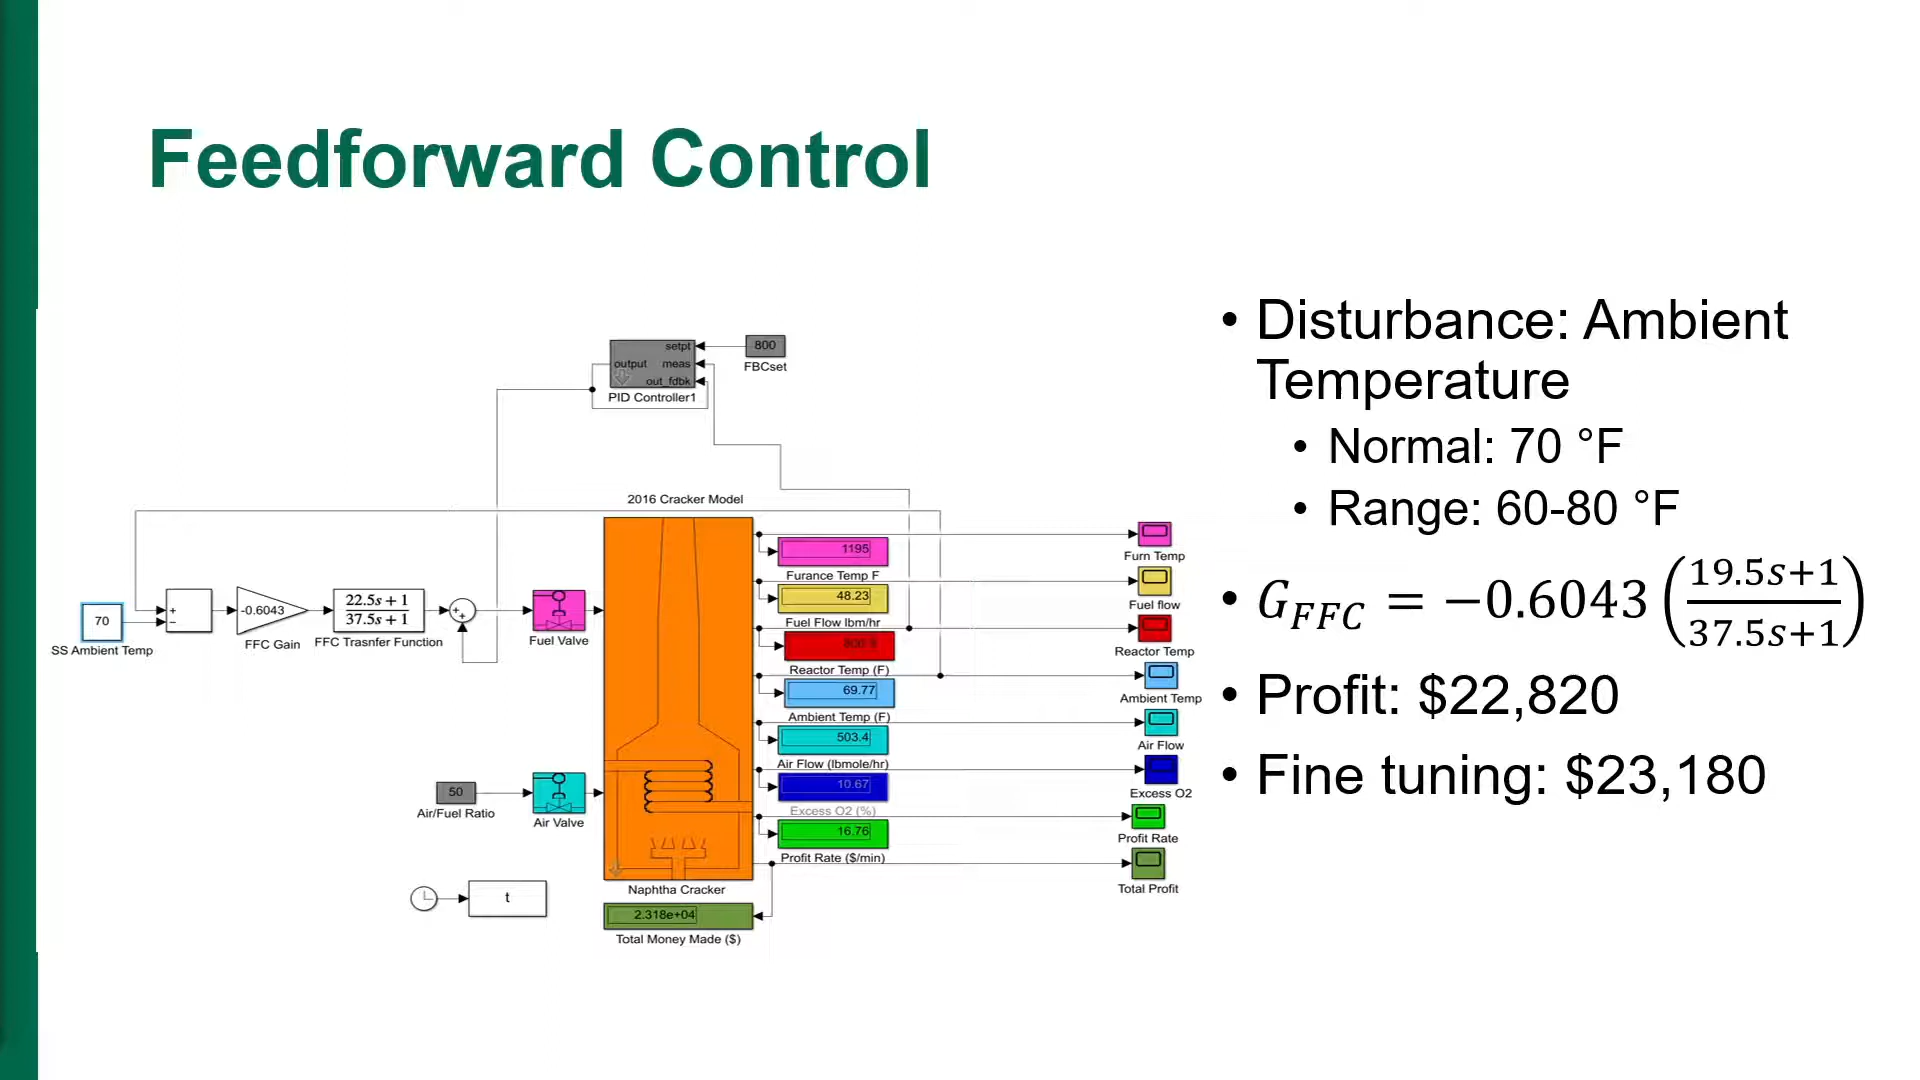 Feedforward Control
setpt
output meas
out_fdbk
PID Controller1
800
FBCset
2016 Cracker Model
70
SS Ambient Temp
+
−
-0.6043
FFC Gain
22.5s + 1
37.5s + 1
FFC Trasnfer Function
+
+
Fuel Valve
50
Air/Fuel Ratio
Air Valve
t
Naphtha Cracker
2.318e+04
Total Money Made ($)
1195
Furance Temp F
48.23
Fuel Flow lbm/hr
Reactor Temp (F)
69.77
Ambient Temp (F)
503.4
Air Flow (lbmole/hr)
10.67
Excess O2 (%)
16.76
Profit Rate ($/min)
Furn Temp
Fuel flow
Reactor Temp
Ambient Temp
Air Flow
Excess O2
Profit Rate
Total Profit
• Disturbance: Ambient
Temperature
• Normal: 70 °F
• Range: 60-80 °F
• G_FFC = −0.6043 (19.5s+1 / 37.5s+1)
• Profit: $22,820
• Fine tuning: $23,180